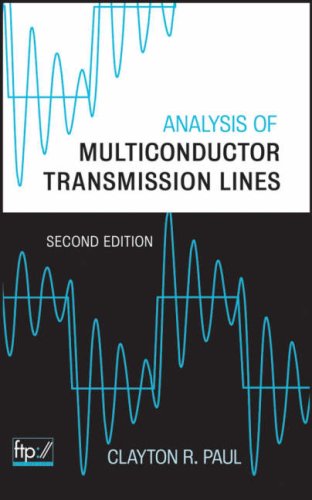 ANALYSIS OF
MULTICONDUCTOR
TRANSMISSION LINES
SECOND EDITION
ftp://
CLAYTON R. PAUL